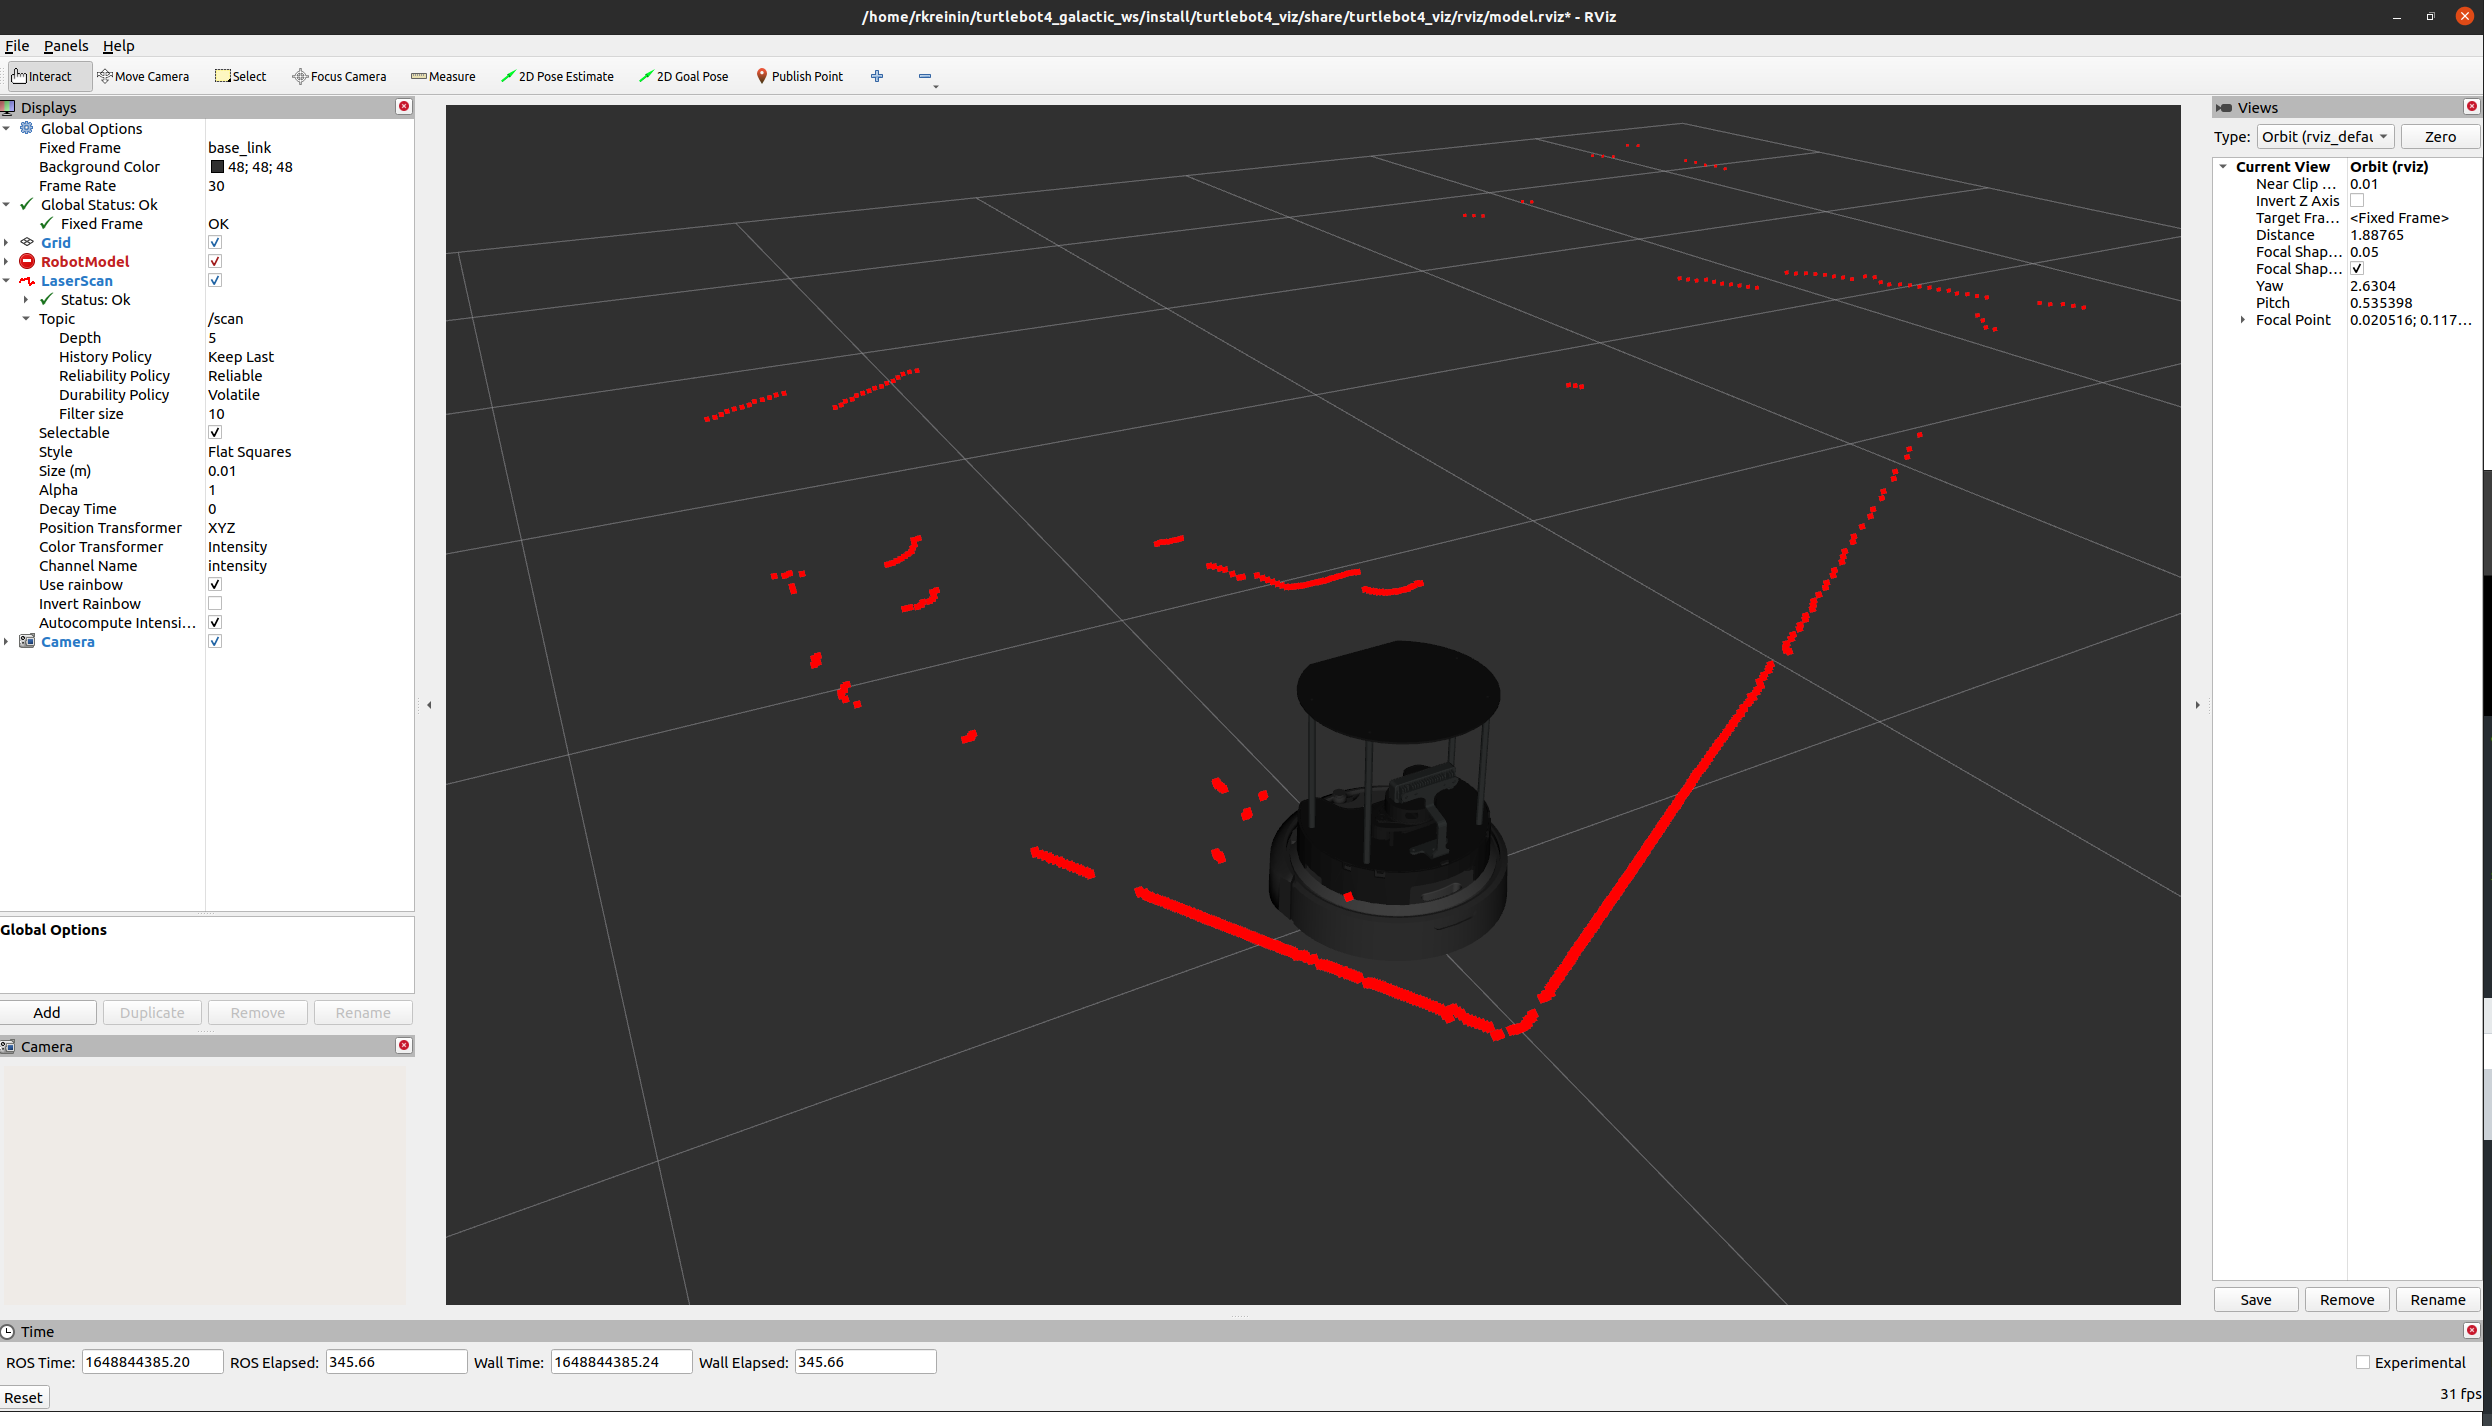 /home/rkreinin/turtlebot4_galactic_ws/install/turtlebot4_viz/share/turtlebot4_viz/rviz/model.rviz* - RViz
File Panels Help
Interact Move Camera Select Focus Camera Measure 2D Pose Estimate 2D Goal Pose Publish Point
Displays
Global Options
Fixed Frame base_link
Background Color 48; 48; 48
Frame Rate 30
Global Status: Ok
Fixed Frame OK
Grid
RobotModel
LaserScan
Status: Ok
Topic /scan
Depth 5
History Policy Keep Last
Reliability Policy Reliable
Durability Policy Volatile
Filter size 10
Selectable
Style Flat Squares
Size (m) 0.01
Alpha 1
Decay Time 0
Position Transformer XYZ
Color Transformer Intensity
Channel Name intensity
Use rainbow
Invert Rainbow
Autocompute Intensi...
Camera
Global Options
Add Duplicate Remove Rename
Camera
Views
Type: Orbit (rviz_defau Zero
Current View Orbit (rviz)
Near Clip ... 0.01
Invert Z Axis
Target Fra... <Fixed Frame>
Distance 1.88765
Focal Shap... 0.05
Focal Shap...
Yaw 2.6304
Pitch 0.535398
Focal Point 0.020516; 0.117...
Save Remove Rename
Time
ROS Time: 1648844385.20 ROS Elapsed: 345.66 Wall Time: 1648844385.24 Wall Elapsed: 345.66 Experimental
Reset 31 fps